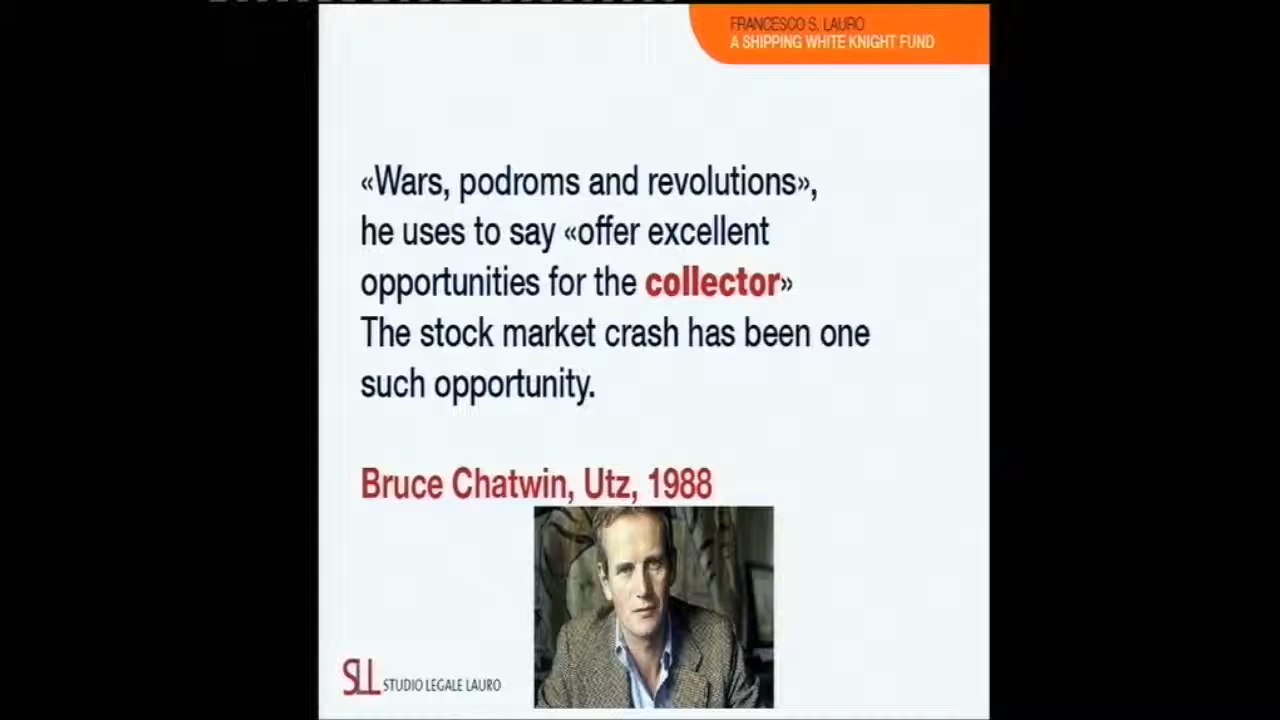 FRANCESCO S. LAURO
A SHIPPING WHITE KNIGHT FUND
«Wars, podroms and revolutions»,
he uses to say «offer excellent
opportunities for the collector»
The stock market crash has been one
such opportunity.
Bruce Chatwin, Utz, 1988
SLL STUDIO LEGALE LAURO